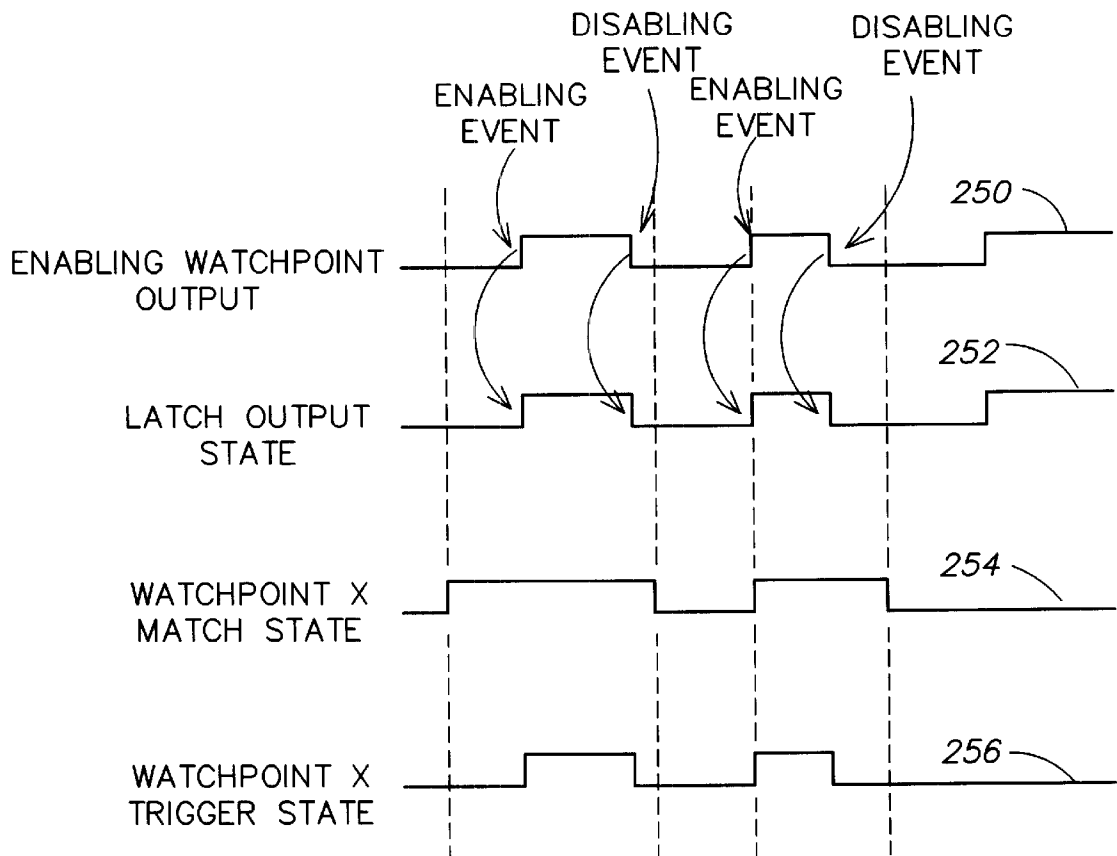 DISABLING
EVENT
DISABLING
EVENT
ENABLING
EVENT
ENABLING
EVENT
250
ENABLING WATCHPOINT
OUTPUT
252
LATCH OUTPUT
STATE
254
WATCHPOINT X
MATCH STATE
256
WATCHPOINT X
TRIGGER STATE